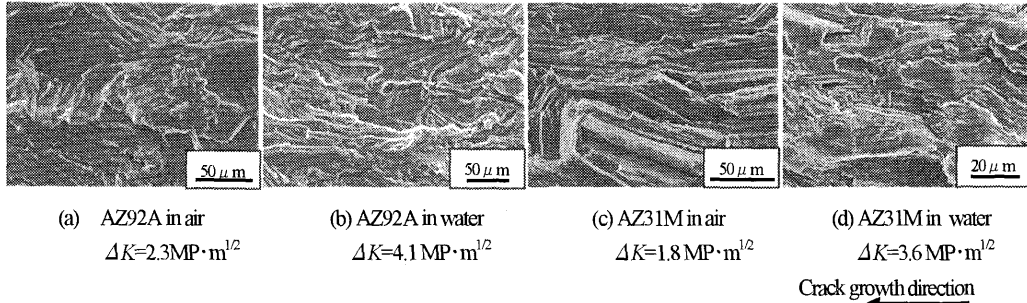 50 μm
50 μm
50 μm
20 μm
(a) AZ92A in air
(b) AZ92A in water
(c) AZ31M in air
(d) AZ31M in water
ΔK=2.3MP·m1/2
ΔK=4.1 MP·m1/2
ΔK=1.8 MP·m1/2
ΔK=3.6 MP·m1/2
Crack growth direction